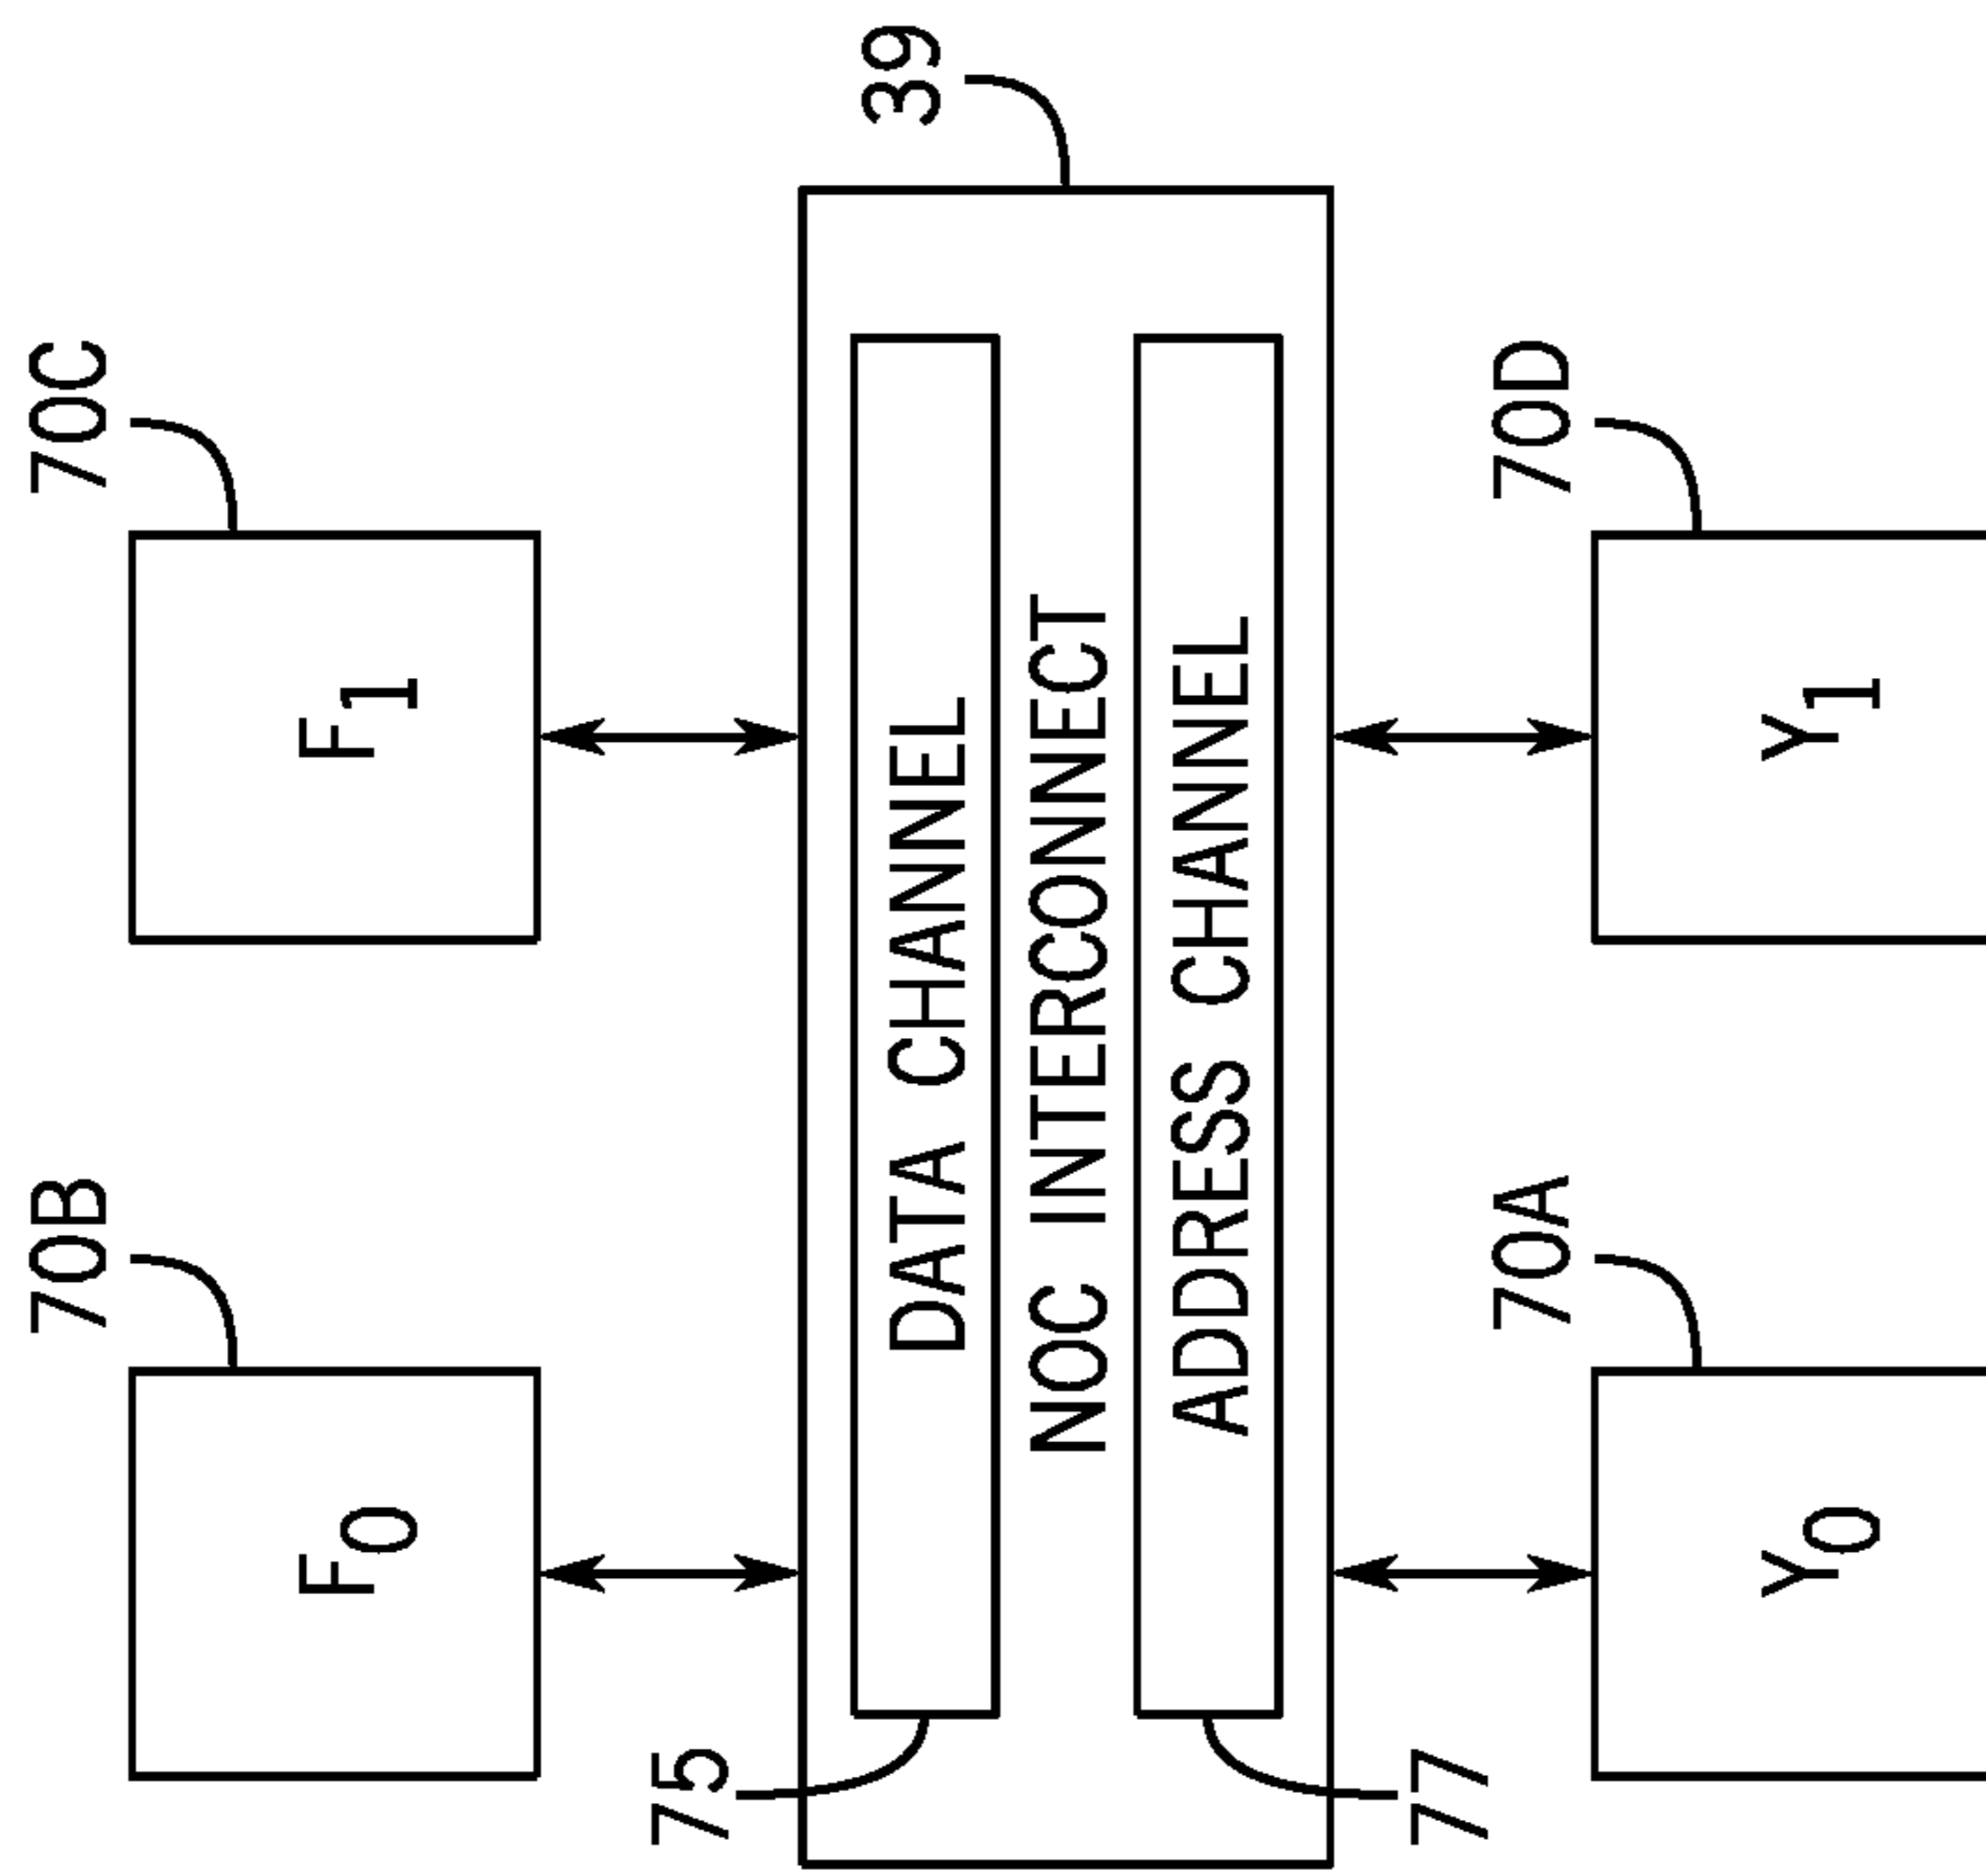 70B
70C
F0
F1
39
75
DATA CHANNEL
NOC INTERCONNECT
ADDRESS CHANNEL
77
70A
70D
Y0
Y1